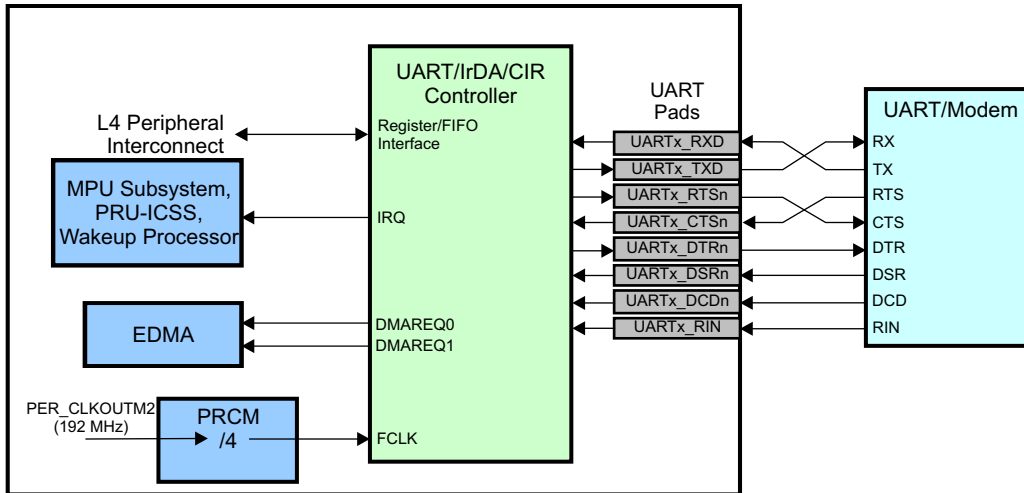 UART/IrDA/CIR
Controller
UART
Pads
UART/Modem
L4 Peripheral
Interconnect
Register/FIFO
Interface
UARTx_RXD
RX
UARTx_TXD
TX
MPU Subsystem,
PRU-ICSS,
Wakeup Processor
IRQ
UARTx_RTSn
RTS
UARTx_CTSn
CTS
UARTx_DTRn
DTR
UARTx_DSRn
DSR
UARTx_DCDn
DCD
UARTx_RIN
RIN
EDMA
DMAREQ0
DMAREQ1
PER_CLKOUTM2
(192 MHz)
PRCM
/4
FCLK